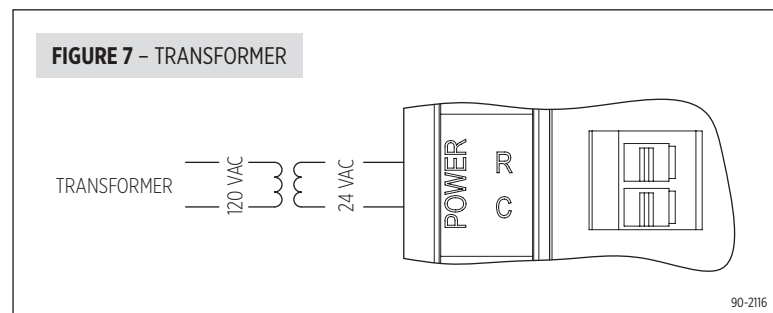 FIGURE 7 – TRANSFORMER
TRANSFORMER
120 VAC
24 VAC
POWER
R
C
90-2116